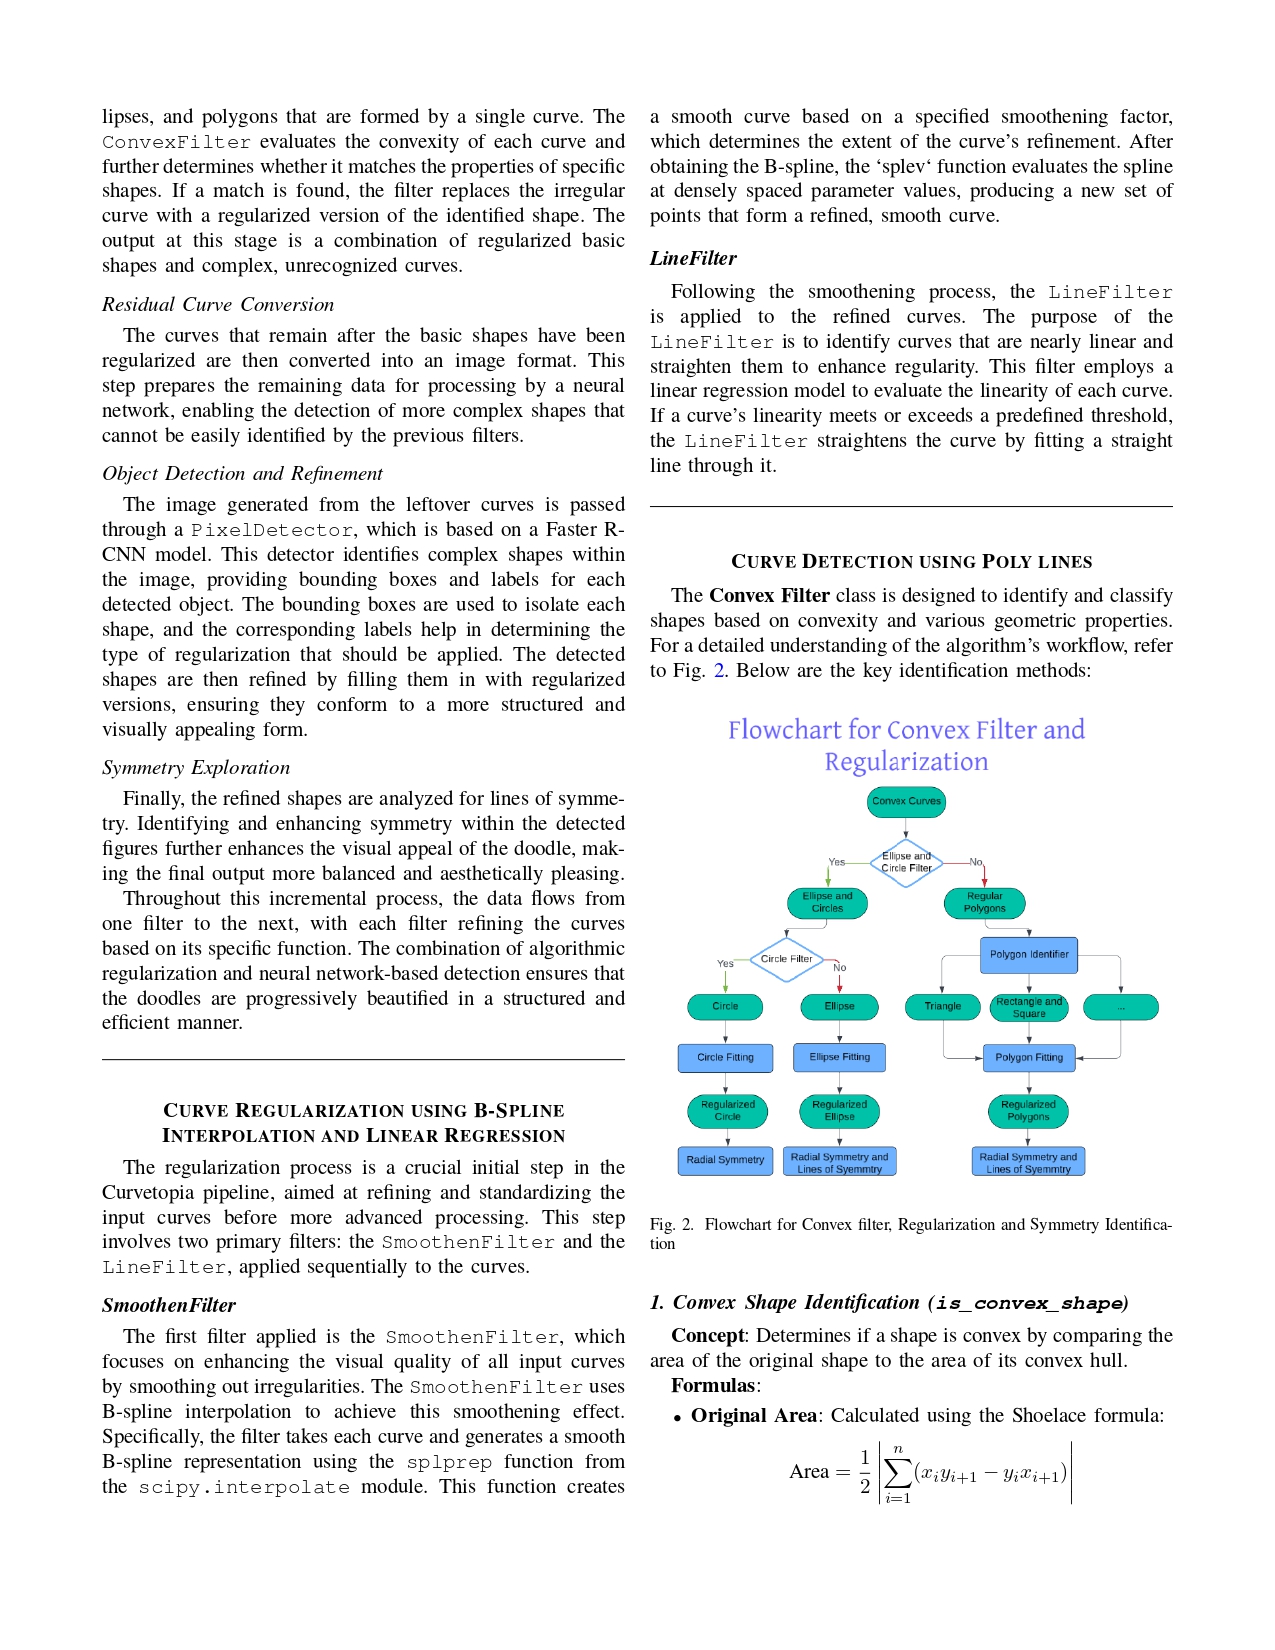 lipses, and polygons that are formed by a single curve. The
ConvexFilter evaluates the convexity of each curve and
further determines whether it matches the properties of specific
shapes. If a match is found, the filter replaces the irregular
curve with a regularized version of the identified shape. The
output at this stage is a combination of regularized basic
shapes and complex, unrecognized curves.
Residual Curve Conversion
The curves that remain after the basic shapes have been
regularized are then converted into an image format. This
step prepares the remaining data for processing by a neural
network, enabling the detection of more complex shapes that
cannot be easily identified by the previous filters.
Object Detection and Refinement
The image generated from the leftover curves is passed
through a PixelDetector, which is based on a Faster R-
CNN model. This detector identifies complex shapes within
the image, providing bounding boxes and labels for each
detected object. The bounding boxes are used to isolate each
shape, and the corresponding labels help in determining the
type of regularization that should be applied. The detected
shapes are then refined by filling them in with regularized
versions, ensuring they conform to a more structured and
visually appealing form.
Symmetry Exploration
Finally, the refined shapes are analyzed for lines of symme-
try. Identifying and enhancing symmetry within the detected
figures further enhances the visual appeal of the doodle, mak-
ing the final output more balanced and aesthetically pleasing.
Throughout this incremental process, the data flows from
one filter to the next, with each filter refining the curves
based on its specific function. The combination of algorithmic
regularization and neural network-based detection ensures that
the doodles are progressively beautified in a structured and
efficient manner.
CURVE REGULARIZATION USING B-SPLINE
INTERPOLATION AND LINEAR REGRESSION
The regularization process is a crucial initial step in the
Curvetopia pipeline, aimed at refining and standardizing the
input curves before more advanced processing. This step
involves two primary filters: the SmoothenFilter and the
LineFilter, applied sequentially to the curves.
SmoothenFilter
The first filter applied is the SmoothenFilter, which
focuses on enhancing the visual quality of all input curves
by smoothing out irregularities. The SmoothenFilter uses
B-spline interpolation to achieve this smoothening effect.
Specifically, the filter takes each curve and generates a smooth
B-spline representation using the splprep function from
the scipy.interpolate module. This function creates
a smooth curve based on a specified smoothening factor,
which determines the extent of the curve's refinement. After
obtaining the B-spline, the ‘splev‘ function evaluates the spline
at densely spaced parameter values, producing a new set of
points that form a refined, smooth curve.
LineFilter
Following the smoothening process, the LineFilter
is applied to the refined curves. The purpose of the
LineFilter is to identify curves that are nearly linear and
straighten them to enhance regularity. This filter employs a
linear regression model to evaluate the linearity of each curve.
If a curve's linearity meets or exceeds a predefined threshold,
the LineFilter straightens the curve by fitting a straight
line through it.
CURVE DETECTION USING POLY LINES
The Convex Filter class is designed to identify and classify
shapes based on convexity and various geometric properties.
For a detailed understanding of the algorithm's workflow, refer
to Fig. 2. Below are the key identification methods:
Flowchart for Convex Filter and
Regularization
Convex Curves
Ellipse and
Circle Filter
Yes
No
Ellipse and
Circles
Regular
Polygons
Circle Filter
Polygon Identifier
Yes
No
Circle
Ellipse
Triangle
Rectangle and
Square
...
Circle Fitting
Ellipse Fitting
Polygon Fitting
Regularized
Circle
Regularized
Ellipse
Regularized
Polygons
Radial Symmetry
Radial Symmetry and
Lines of Syemmtry
Radial Symmetry and
Lines of Syemmtry
Fig. 2. Flowchart for Convex filter, Regularization and Symmetry Identifica-
tion
1. Convex Shape Identification (is_convex_shape)
Concept: Determines if a shape is convex by comparing the
area of the original shape to the area of its convex hull.
Formulas:
• Original Area: Calculated using the Shoelace formula:
Area = 1/2 |∑_{i=1}^{n} (x_i y_{i+1} − y_i x_{i+1})|